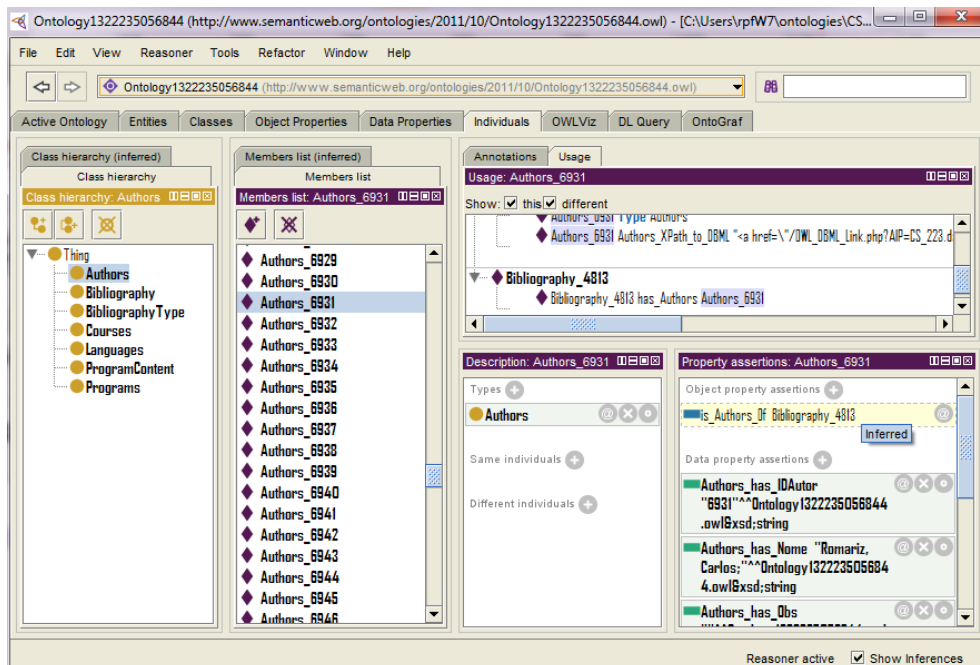 Ontology1322235056844 (http://www.semanticweb.org/ontologies/2011/10/Ontology1322235056844.owl) - [C:\Users\rpfW7\ontologies\CS...
File Edit View Reasoner Tools Refactor Window Help
Ontology1322235056844 (http://www.semanticweb.org/ontologies/2011/10/Ontology1322235056844.owl)
Active Ontology Entities Classes Object Properties Data Properties Individuals OWLViz DL Query OntoGraf
Class hierarchy (inferred)
Class hierarchy
Class hierarchy: Authors
Thing
Authors
Bibliography
BibliographyType
Courses
Languages
ProgramContent
Programs
Members list (inferred)
Members list
Members list: Authors_6931
Authors_6929
Authors_6930
Authors_6931
Authors_6932
Authors_6933
Authors_6934
Authors_6935
Authors_6936
Authors_6937
Authors_6938
Authors_6939
Authors_6940
Authors_6941
Authors_6942
Authors_6943
Authors_6944
Authors_6945
Authors_6946
Annotations Usage
Usage: Authors_6931
Show: this different
Authors_6931 Type Authors
Authors_6931 Authors_XPath_to_DBML "<a href=\"/OWL_DBML_Link.php?AIP=CS_223.d
Bibliography_4813
Bibliography_4813 has_Authors Authors_6931
Description: Authors_6931
Types
Authors
Same individuals
Different individuals
Property assertions: Authors_6931
Object property assertions
is_Authors_Of Bibliography_4813
Inferred
Data property assertions
Authors_has_IDAutor
"6931"^^Ontology1322235056844
.owl&xsd;string
Authors_has_Nome "Romariz,
Carlos;"^^Ontology132223505684
4.owl&xsd;string
Authors_has_Obs
Reasoner active Show Inferences